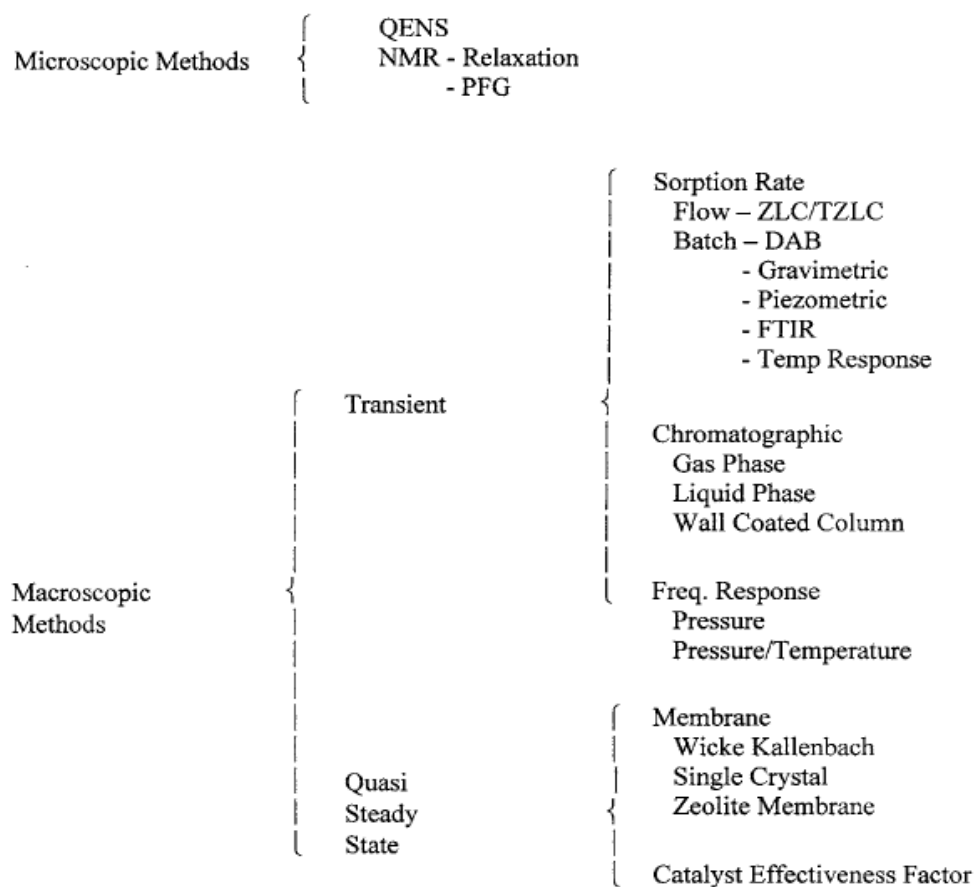 QENS
Microscopic Methods
NMR - Relaxation
- PFG
Sorption Rate
Flow – ZLC/TZLC
Batch – DAB
- Gravimetric
- Piezometric
- FTIR
- Temp Response
Transient
Chromatographic
Gas Phase
Liquid Phase
Wall Coated Column
Macroscopic
Methods
Freq. Response
Pressure
Pressure/Temperature
Quasi
Steady
State
Membrane
Wicke Kallenbach
Single Crystal
Zeolite Membrane
Catalyst Effectiveness Factor